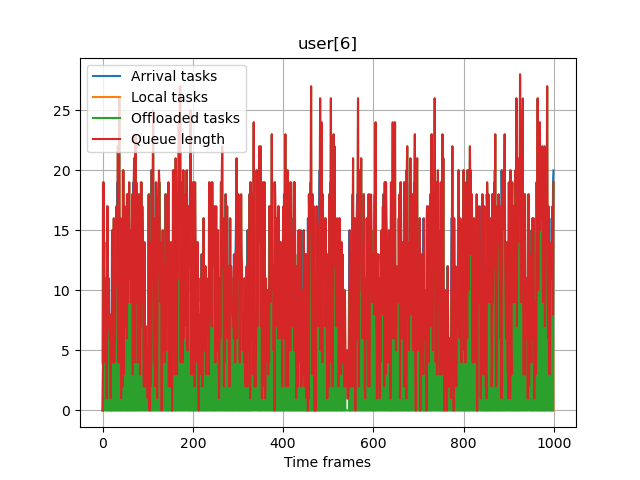 user[6]
Arrival tasks
Local tasks
Offloaded tasks
Queue length
25
20
15
10
5
0
0 200 400 600 800 1000
Time frames